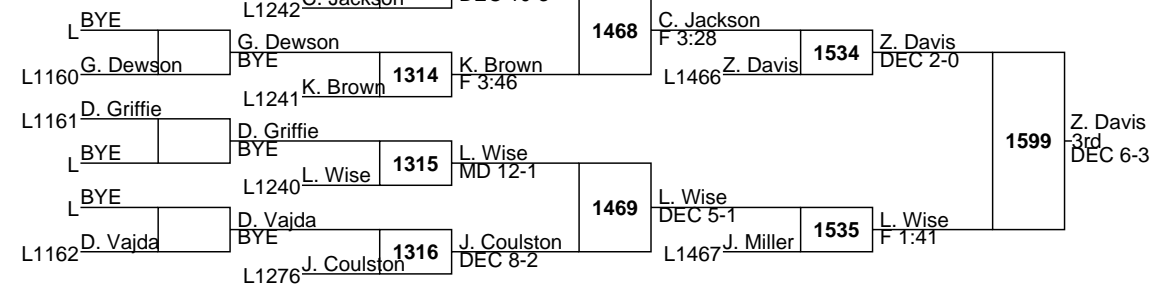 C. Jackson
L1242
BYE
L
G. Dewson
L1160
G. Dewson
BYE
K. Brown
L1241
1314
K. Brown
F 3:46
D. Griffie
L1161
BYE
L
D. Griffie
BYE
L. Wise
L1240
1315
L. Wise
MD 12-1
BYE
L
D. Vajda
L1162
D. Vajda
BYE
J. Coulston
L1276
1316
J. Coulston
DEC 8-2
1468
C. Jackson
F 3:28
Z. Davis
L1466
1534
Z. Davis
DEC 2-0
1469
L. Wise
DEC 5-1
J. Miller
L1467
1535
L. Wise
F 1:41
1599
Z. Davis
3rd
DEC 6-3